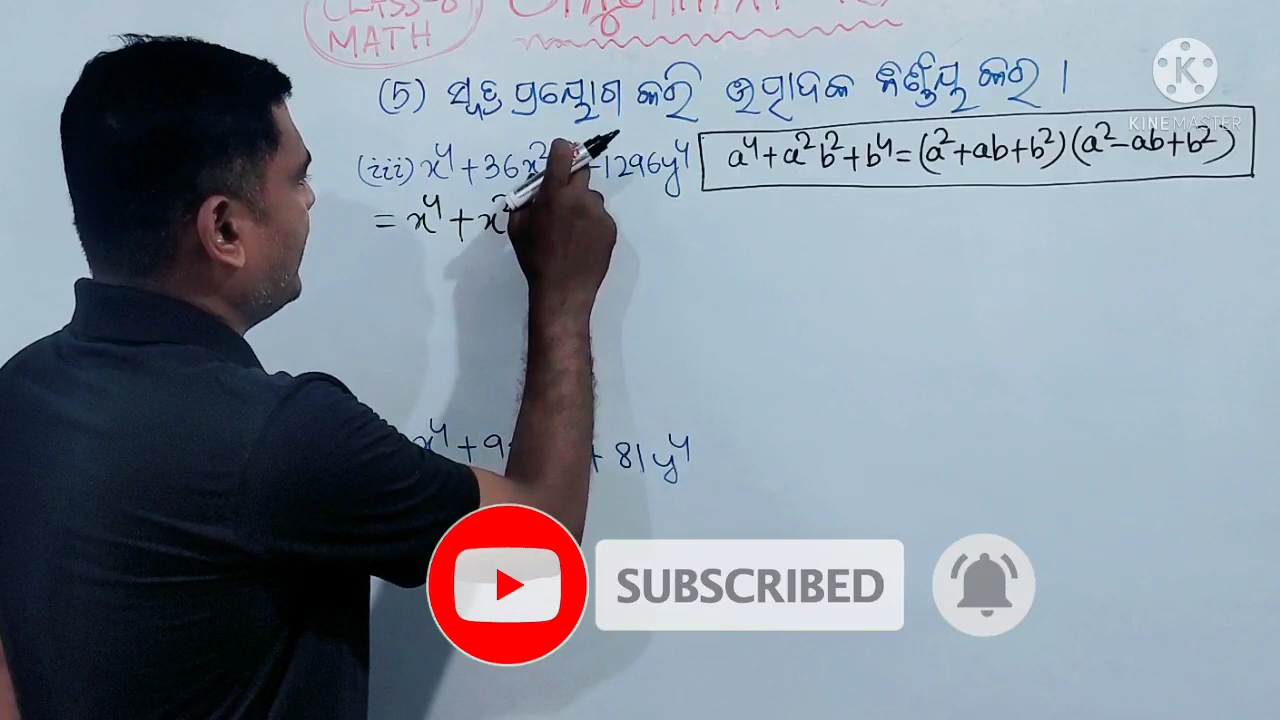 CLASS-8
MATH
(5) ସୂତ୍ର ପ୍ରୟୋଗ କରି ଉତ୍ପାଦକ ନିର୍ଣ୍ଣୟ କର ।
KINEMASTER
(iii) x⁴ + 36x² 1296y⁴
a⁴ + a²b² + b⁴ = (a² + ab + b²) (a² - ab + b²)
= x⁴ + x²
x⁴ + 9 + 81y⁴
SUBSCRIBED